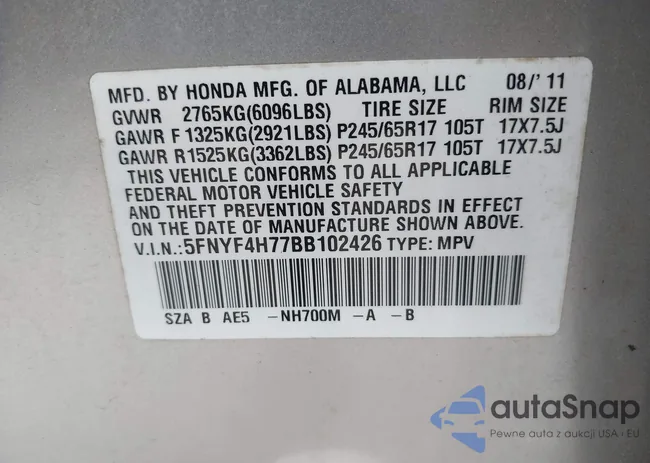 MFD. BY HONDA MFG. OF ALABAMA, LLC 08/'11
GVWR 2765KG(6096LBS) TIRE SIZE RIM SIZE
GAWR F 1325KG(2921LBS) P245/65R17 105T 17X7.5J
GAWR R 1525KG(3362LBS) P245/65R17 105T 17X7.5J
THIS VEHICLE CONFORMS TO ALL APPLICABLE
FEDERAL MOTOR VEHICLE SAFETY
AND THEFT PREVENTION STANDARDS IN EFFECT
ON THE DATE OF MANUFACTURE SHOWN ABOVE.
V.I.N.:5FNYF4H77BB102426 TYPE: MPV
SZA B AE5 -NH700M -A -B
autaSnap
Pewne auta z aukcji USA - EU